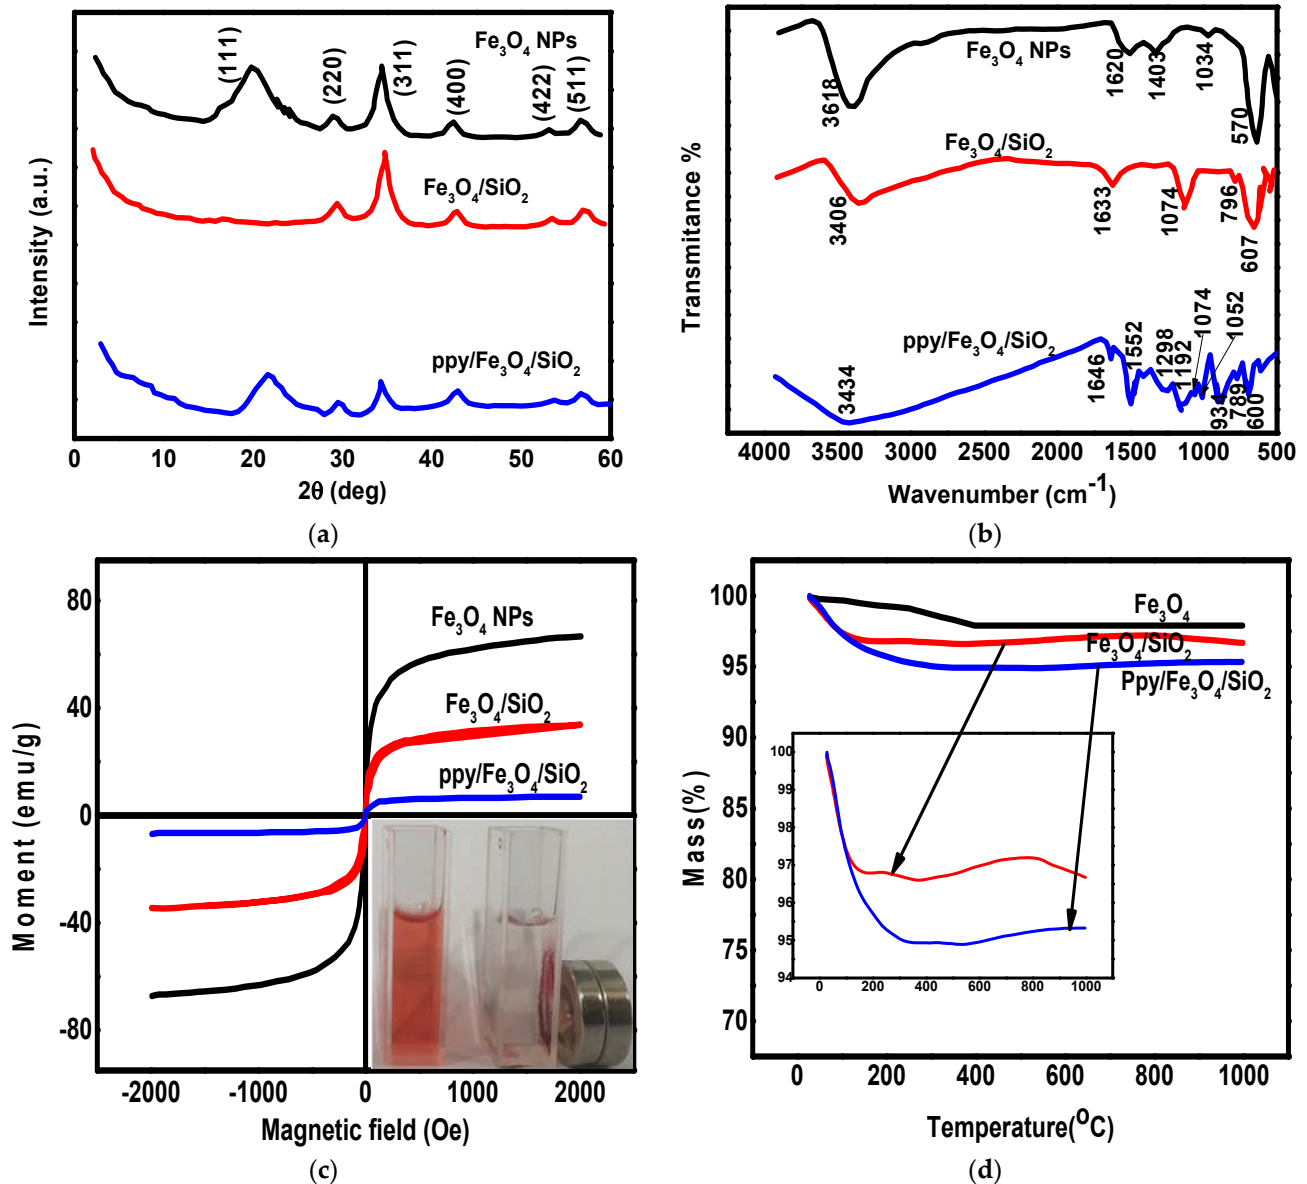 Fe3O4 NPs
(111)
(220)
(311)
(400)
(422)
(511)
Fe3O4/SiO2
ppy/Fe3O4/SiO2
Intensity (a.u.)
0 10 20 30 40 50 60
2θ (deg)
(a)
Fe3O4 NPs
3618
1620
1403
1034
570
Fe3O4/SiO2
3406
1633
1074
796
607
ppy/Fe3O4/SiO2
3434
1646
1552
1298
1192
1074
1052
934
789
600
Transmitance %
4000 3500 3000 2500 2000 1500 1000 500
Wavenumber (cm-1)
(b)
80
40
0
-40
-80
Moment (emu/g)
Fe3O4 NPs
Fe3O4/SiO2
ppy/Fe3O4/SiO2
-2000 -1000 0 1000 2000
Magnetic field (Oe)
(c)
100
95
90
85
80
75
70
Mass(%)
Fe3O4
Fe3O4/SiO2
Ppy/Fe3O4/SiO2
100
99
98
97
96
95
94
0 200 400 600 800 1000
0 200 400 600 800 1000
Temperature(OC)
(d)